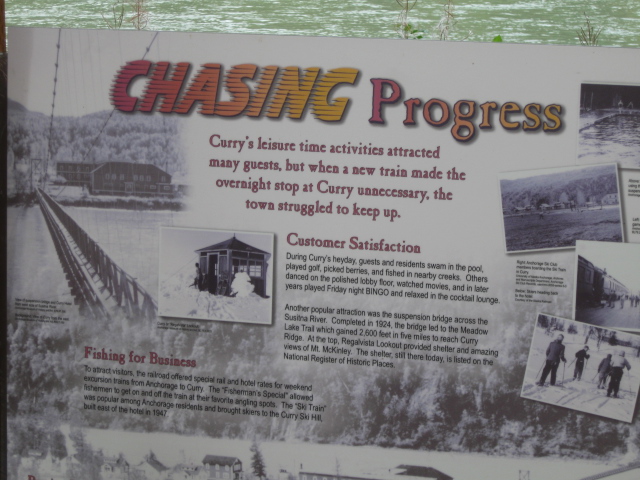 CHASING Progress
Curry's leisure time activities attracted
many guests, but when a new train made the
overnight stop at Curry unnecessary, the
town struggled to keep up.
Customer Satisfaction
During Curry's heyday, guests and residents swam in the pool,
played golf, picked berries, and fished in nearby creeks. Others
danced on the polished lobby floor, watched movies, and in later
years played Friday night BINGO and relaxed in the cocktail lounge.
Another popular attraction was the suspension bridge across the
Susitna River. Completed in 1924, the bridge led to the Meadow
Lake Trail which gained 2,600 feet in five miles to reach Curry
Ridge. At the top, Regalvista Lookout provided shelter and amazing
views of Mt. McKinley. The shelter, still there today, is listed on the
National Register of Historic Places.
Fishing for Business
To attract visitors, the railroad offered special rail and hotel rates for weekend
excursion trains from Anchorage to Curry. The "Fisherman's Special" allowed
fishermen to get on and off the train at their favorite angling spots. The "Ski Train"
was popular among Anchorage residents and brought skiers to the Curry Ski Hill,
built east of the hotel in 1947.